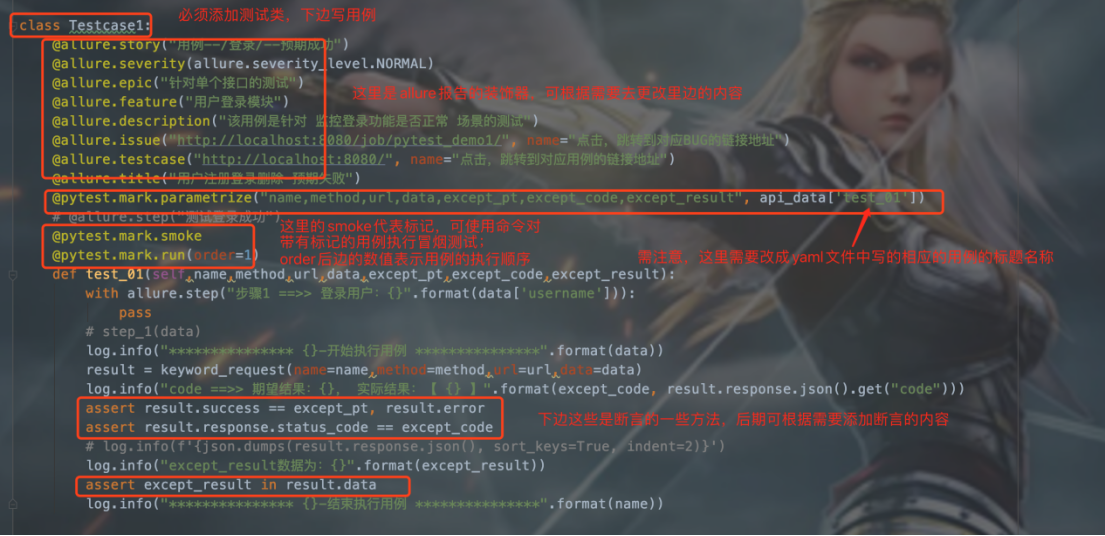 必须添加测试类，下边写用例
class Testcase1:
@allure.story("用例--/登录/--预期成功")
@allure.severity(allure.severity_level.NORMAL)
@allure.epic("针对单个接口的测试")
这里是allure报告的装饰器，可根据需要去更改里边的内容
@allure.feature("用户登录模块")
@allure.description("该用例是针对 监控登录功能是否正常 场景的测试")
@allure.issue("http://localhost:8080/job/pytest_demo1/", name="点击，跳转到对应BUG的链接地址")
@allure.testcase("http://localhost:8080/", name="点击，跳转到对应用例的链接地址")
@allure.title("用户注册登录删除-预期失败")
@pytest.mark.parametrize("name,method,url,data,except_pt,except_code,except_result", api_data['test_01'])
# @allure.step("测试登录成功")
这里的smoke代表标记，可使用命令对
带有标记的用例执行冒烟测试；
order后边的数值表示用例的执行顺序
@pytest.mark.smoke
@pytest.mark.run(order=1)
需注意，这里需要改成yaml文件中写的相应的用例的标题名称
def test_01(self,name,method,url,data,except_pt,except_code,except_result):
with allure.step("步骤1 ==>> 登录用户：{}".format(data['username'])):
pass
# step_1(data)
log.info("*************** {}-开始执行用例 ***************".format(data))
result = keyword_request(name=name,method=method,url=url,data=data)
log.info("code ==>> 期望结果：{}， 实际结果：【 {} 】".format(except_code, result.response.json().get("code")))
assert result.success == except_pt, result.error
assert result.response.status_code == except_code
下边这些是断言的一些方法，后期可根据需要添加断言的内容
# log.info(f'{json.dumps(result.response.json(), sort_keys=True, indent=2)}')
log.info("except_result数据为：{}".format(except_result))
assert except_result in result.data
log.info("*************** {}-结束执行用例 ***************".format(name))